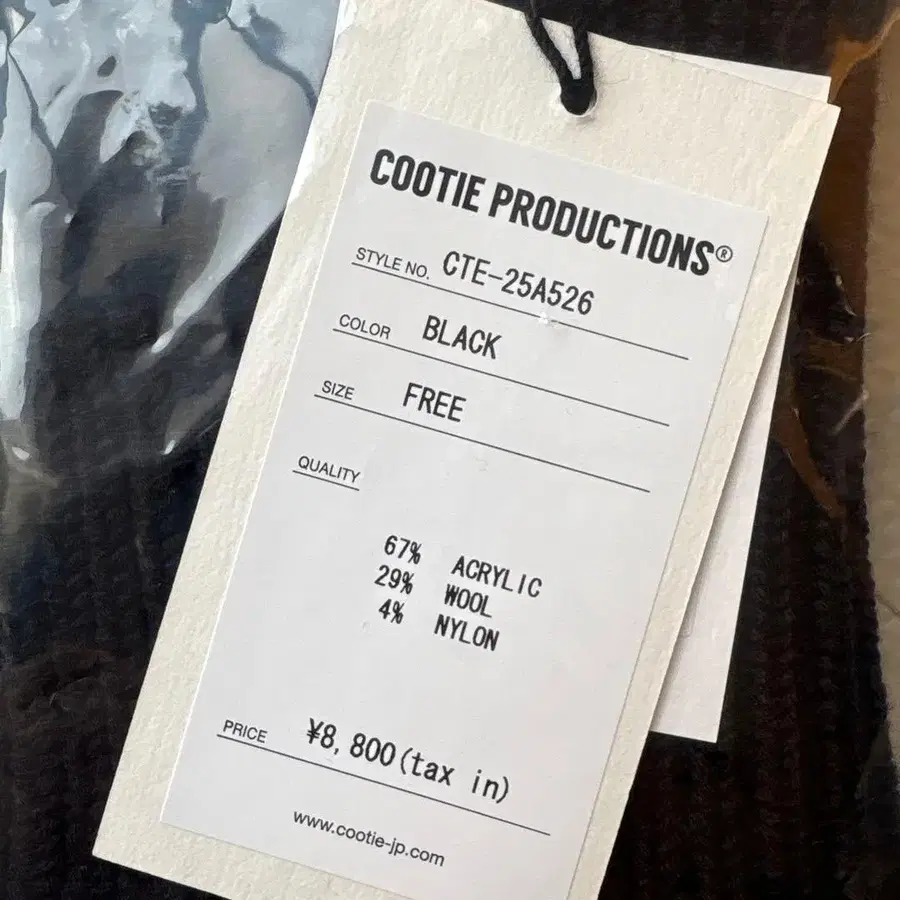 COOTIE PRODUCTIONS®
STYLE NO. CTE-25A526
COLOR BLACK
SIZE FREE
QUALITY
67% ACRYLIC
29% WOOL
4% NYLON
PRICE ¥8,800(tax in)
www.cootie-jp.com